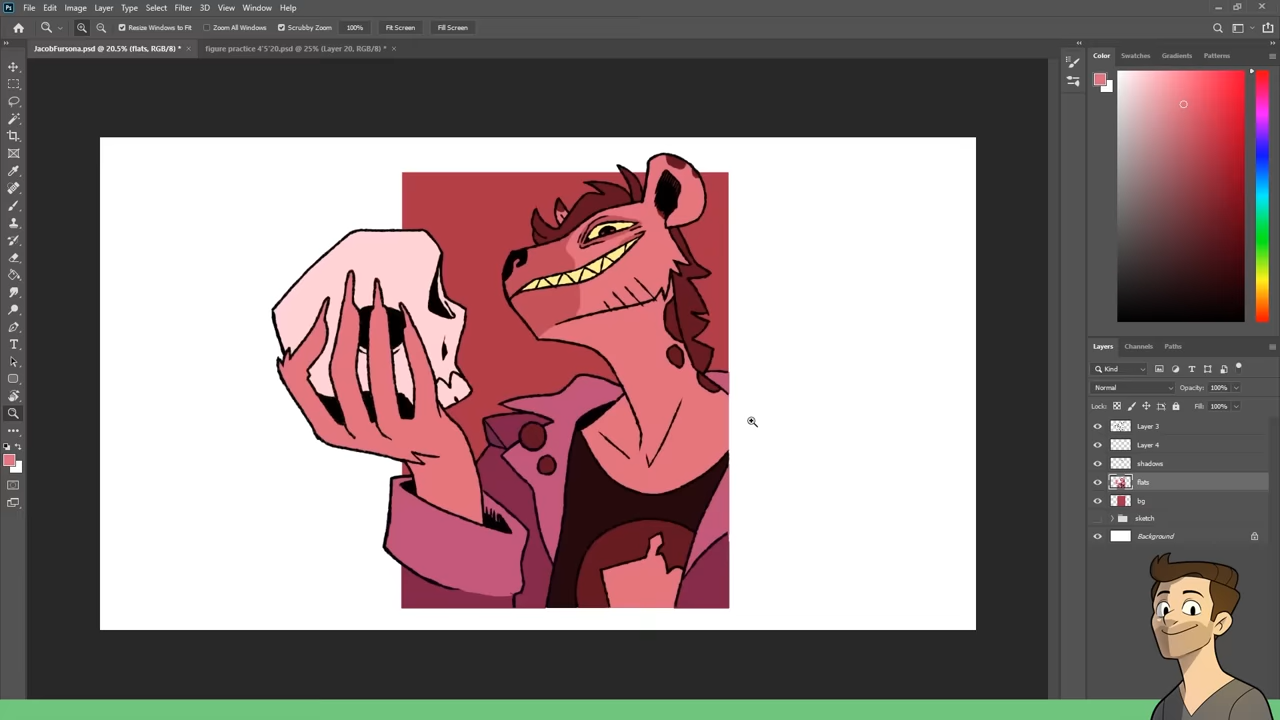 Ps File Edit Image Layer Type Select Filter 3D View Window Help
Resize Windows to Fit Zoom All Windows Scrubby Zoom 100% Fit Screen Fill Screen
JacobFursona.psd @ 20.5% (flats, RGB/8) * × figure practice 4'5'20.psd @ 25% (Layer 20, RGB/8) * ×
Color Swatches Gradients Patterns
Layers Channels Paths
Kind
Normal Opacity: 100%
Lock: Fill: 100%
Layer 3
Layer 4
shadows
flats
bg
sketch
Background